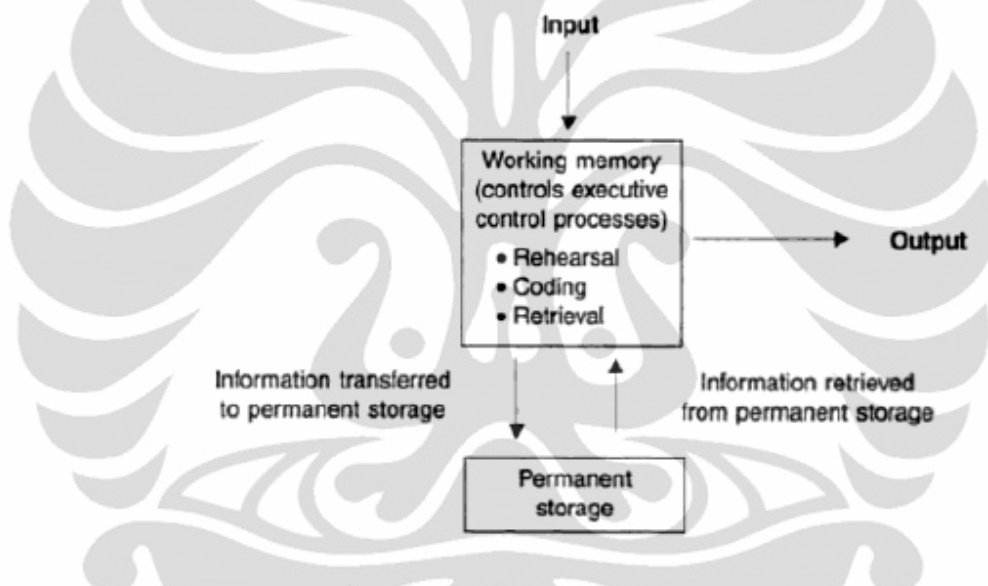 Input
Working memory
(controls executive
control processes)
• Rehearsal
• Coding
• Retrieval
Output
Information transferred
to permanent storage
Information retrieved
from permanent storage
Permanent
storage